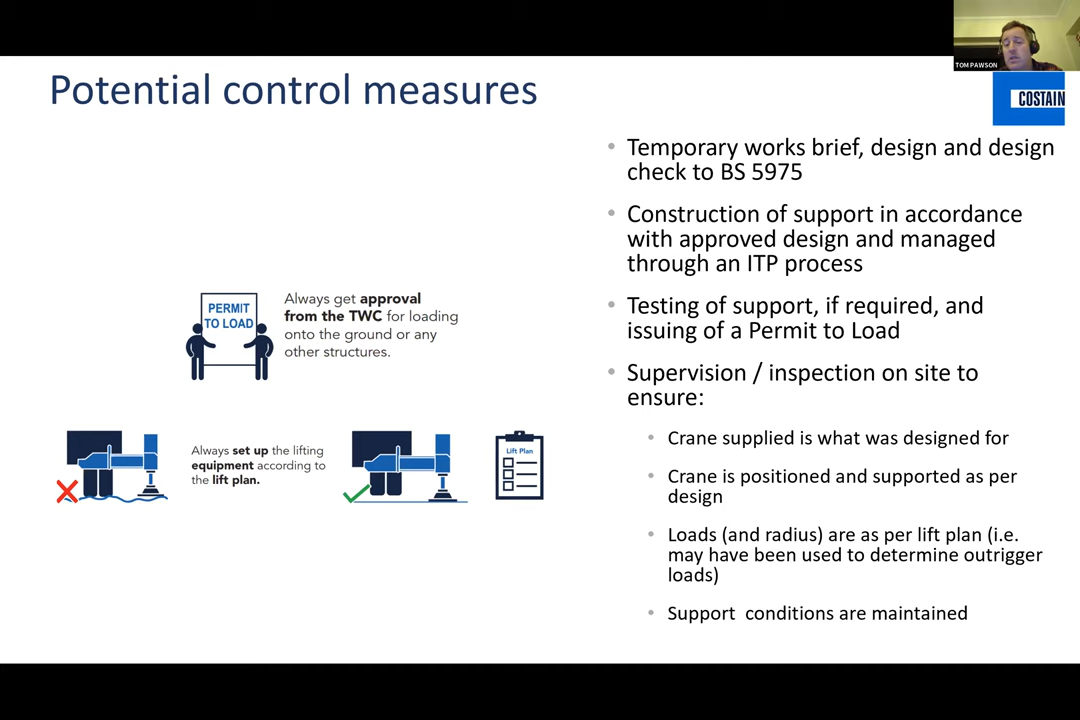 TOM PAWSON
COSTAIN
Potential control measures
PERMIT
TO LOAD
Always get approval
from the TWC for loading
onto the ground or any
other structures.
Always set up the lifting
equipment according to
the lift plan.
Lift Plan
• Temporary works brief, design and design
check to BS 5975
• Construction of support in accordance
with approved design and managed
through an ITP process
• Testing of support, if required, and
issuing of a Permit to Load
• Supervision / inspection on site to
ensure:
• Crane supplied is what was designed for
• Crane is positioned and supported as per
design
• Loads (and radius) are as per lift plan (i.e.
may have been used to determine outrigger
loads)
• Support  conditions are maintained